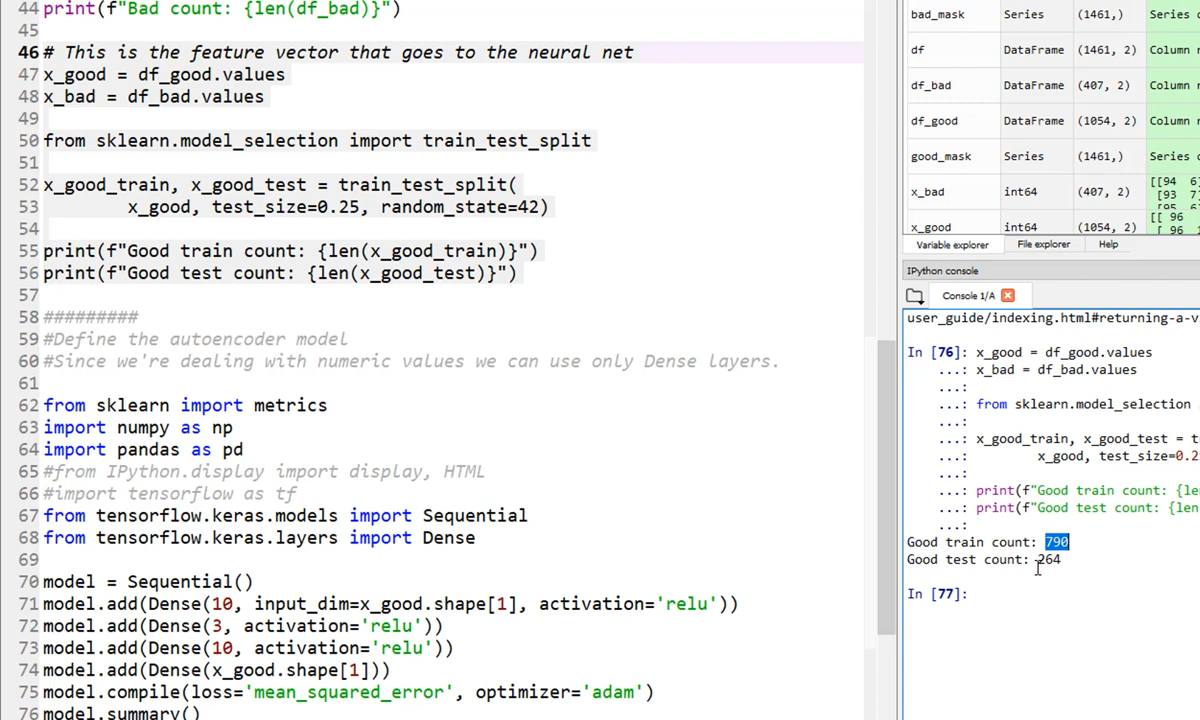 44 print(f"Bad count: {len(df_bad)}")
45
46 # This is the feature vector that goes to the neural net
47 x_good = df_good.values
48 x_bad = df_bad.values
49
50 from sklearn.model_selection import train_test_split
51
52 x_good_train, x_good_test = train_test_split(
53         x_good, test_size=0.25, random_state=42)
54
55 print(f"Good train count: {len(x_good_train)}")
56 print(f"Good test count: {len(x_good_test)}")
57
58 #########
59 #Define the autoencoder model
60 #Since we're dealing with numeric values we can use only Dense layers.
61
62 from sklearn import metrics
63 import numpy as np
64 import pandas as pd
65 #from IPython.display import display, HTML
66 #import tensorflow as tf
67 from tensorflow.keras.models import Sequential
68 from tensorflow.keras.layers import Dense
69
70 model = Sequential()
71 model.add(Dense(10, input_dim=x_good.shape[1], activation='relu'))
72 model.add(Dense(3, activation='relu'))
73 model.add(Dense(10, activation='relu'))
74 model.add(Dense(x_good.shape[1]))
75 model.compile(loss='mean_squared_error', optimizer='adam')
76 model.summary()
bad_mask Series (1461,) Series
df DataFrame (1461, 2) Column
df_bad DataFrame (407, 2) Column
df_good DataFrame (1054, 2) Column
good_mask Series (1461,) Series
x_bad int64 (407, 2) [[94 6]
[93 7]
[95 6]
x_good int64 (1054, 2) [[ 96
[ 96
Variable explorer File explorer Help
IPython console
Console 1/A
user_guide/indexing.html#returning-a-v
In [76]: x_good = df_good.values
...: x_bad = df_bad.values
...:
...: from sklearn.model_selection
...:
...: x_good_train, x_good_test = tr
...: x_good, test_size=0.2
...:
...: print(f"Good train count: {le
...: print(f"Good test count: {len
...:
Good train count: 790
Good test count: 264
In [77]: